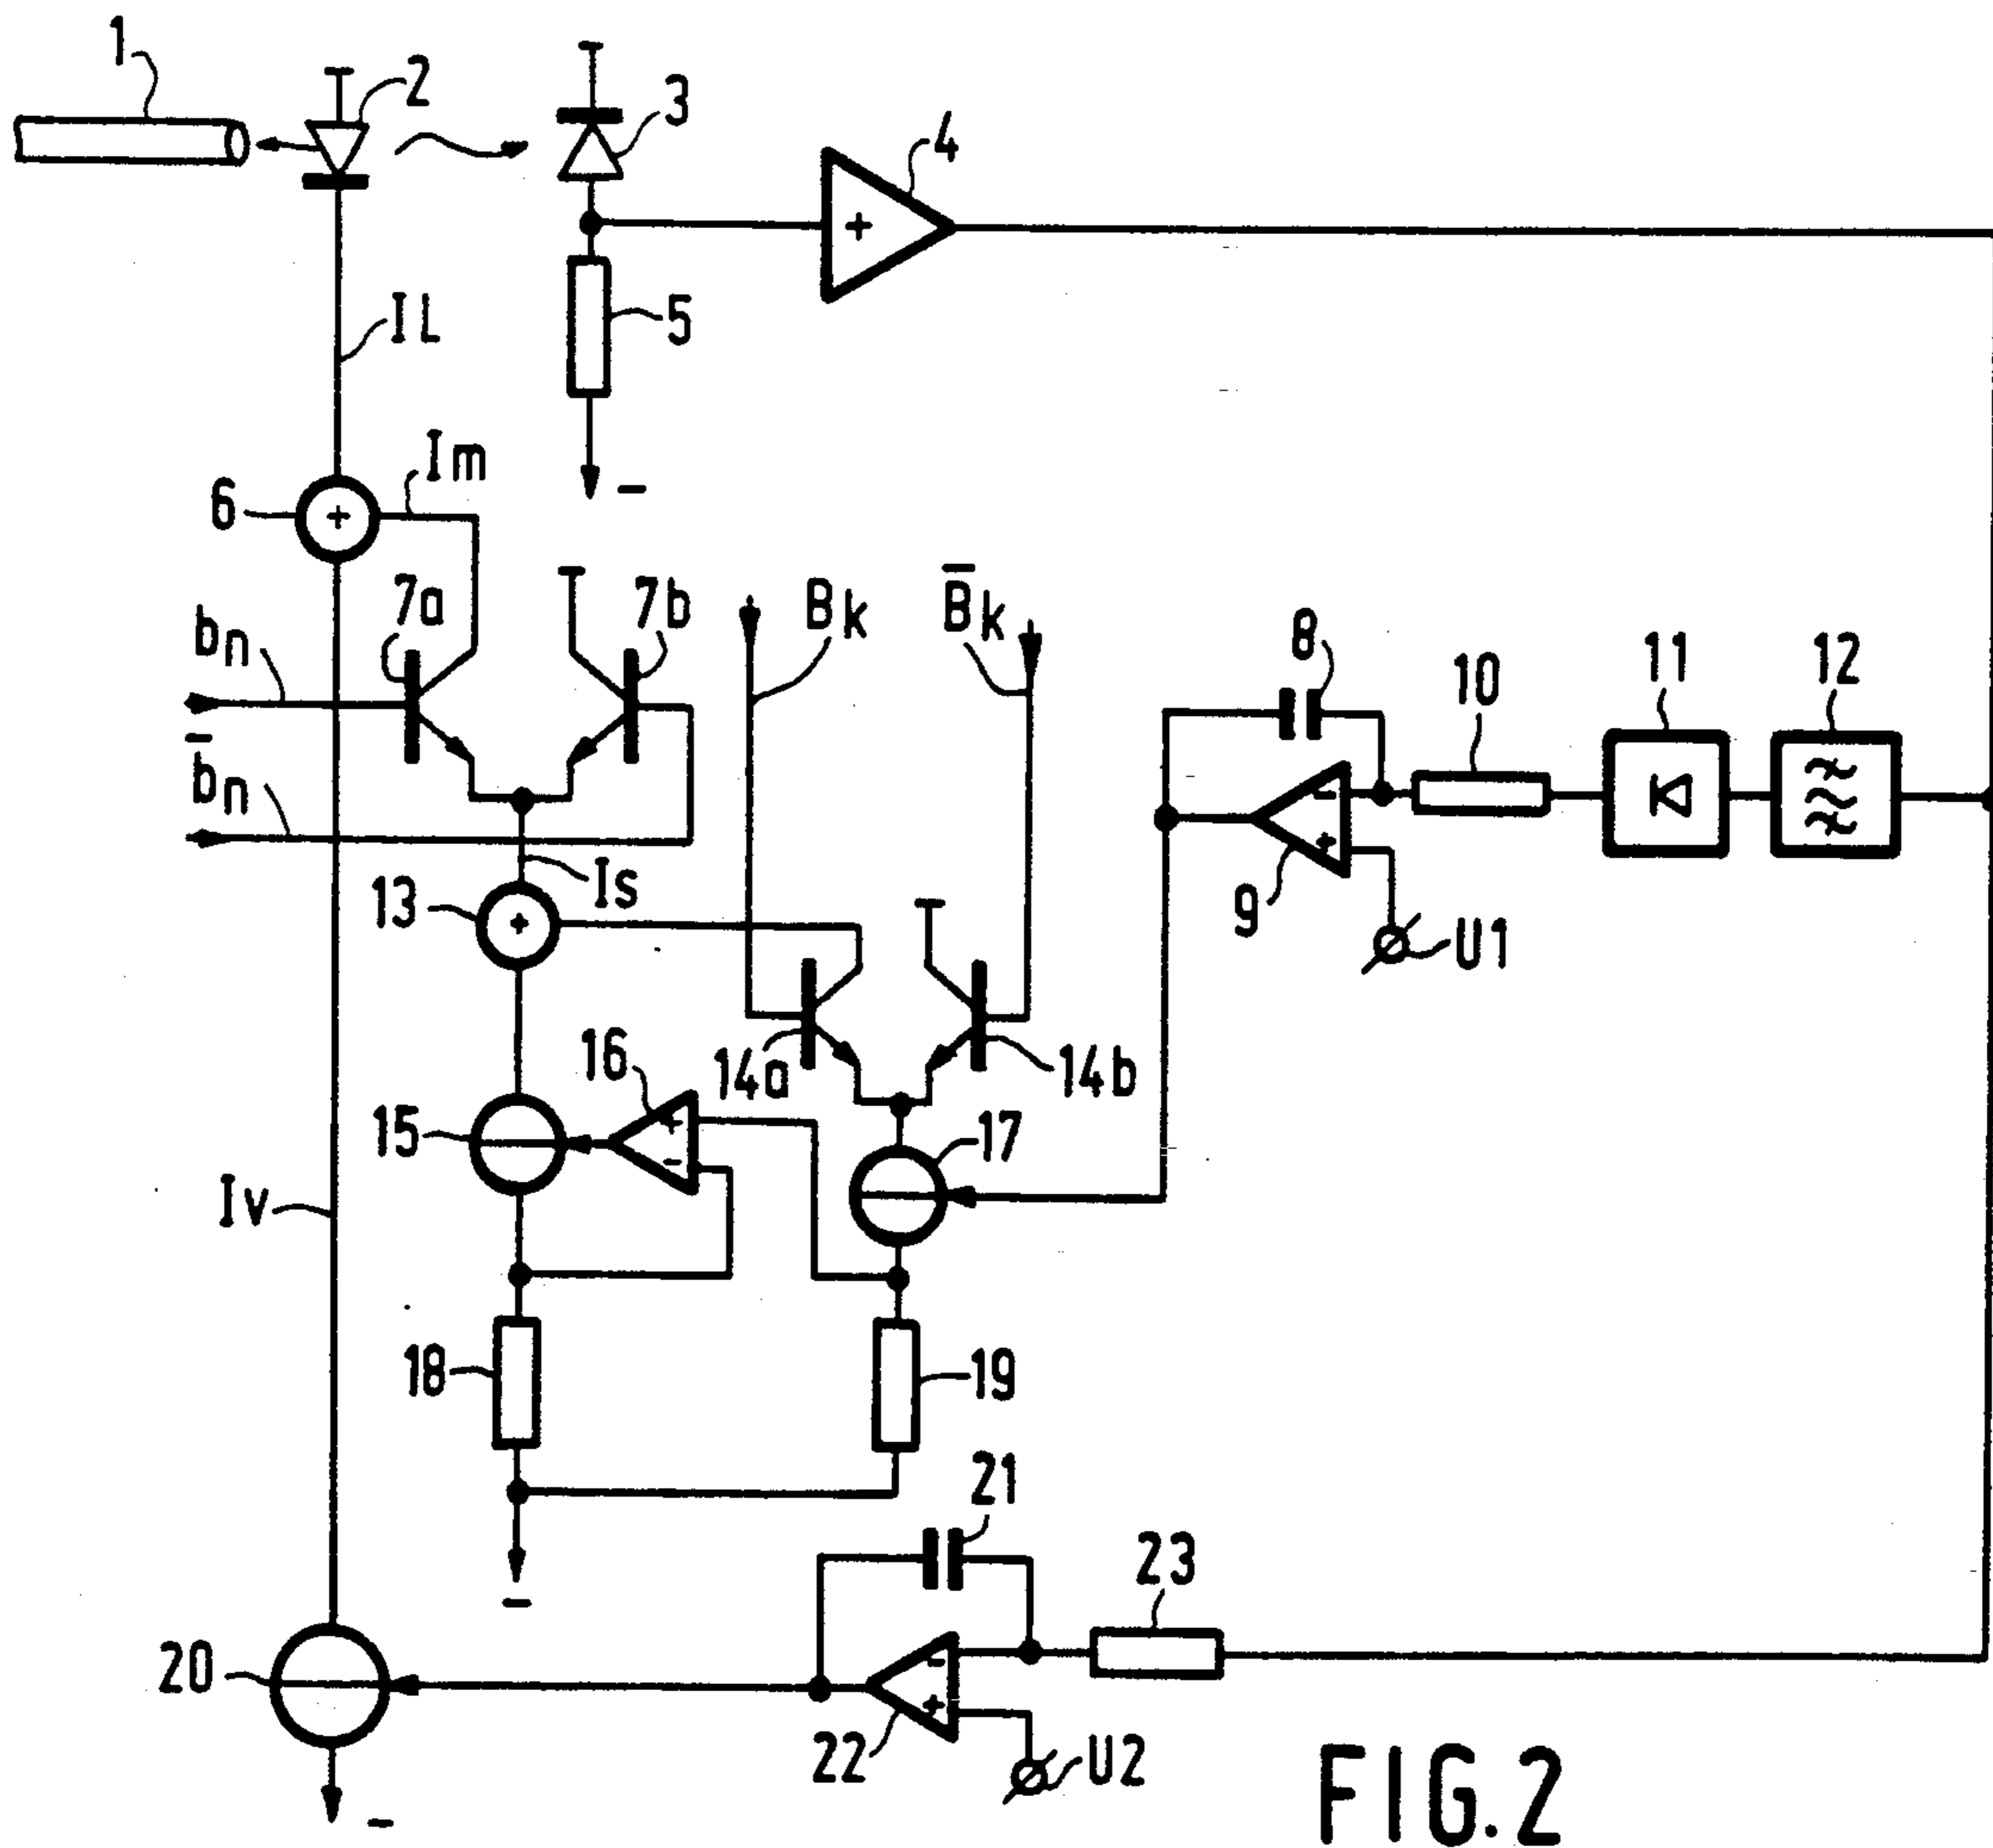 1
2
3
4
5
IL
Im
6
+
+
-
7a
7b
Bk
B̅k
bn
b̅n
8
10
11
12
-
+
9
U1
Is
13
+
14a
14b
16
15
+
-
17
Iv
18
19
-
21
23
20
-
+
22
U2
-
FIG.2